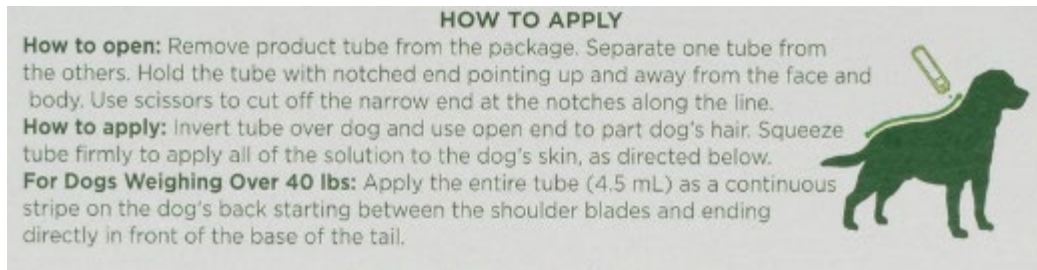 HOW TO APPLY
How to open: Remove product tube from the package. Separate one tube from
the others. Hold the tube with notched end pointing up and away from the face and
body. Use scissors to cut off the narrow end at the notches along the line.
How to apply: Invert tube over dog and use open end to part dog's hair. Squeeze
tube firmly to apply all of the solution to the dog's skin, as directed below.
For Dogs Weighing Over 40 lbs: Apply the entire tube (4.5 mL) as a continuous
stripe on the dog's back starting between the shoulder blades and ending
directly in front of the base of the tail.